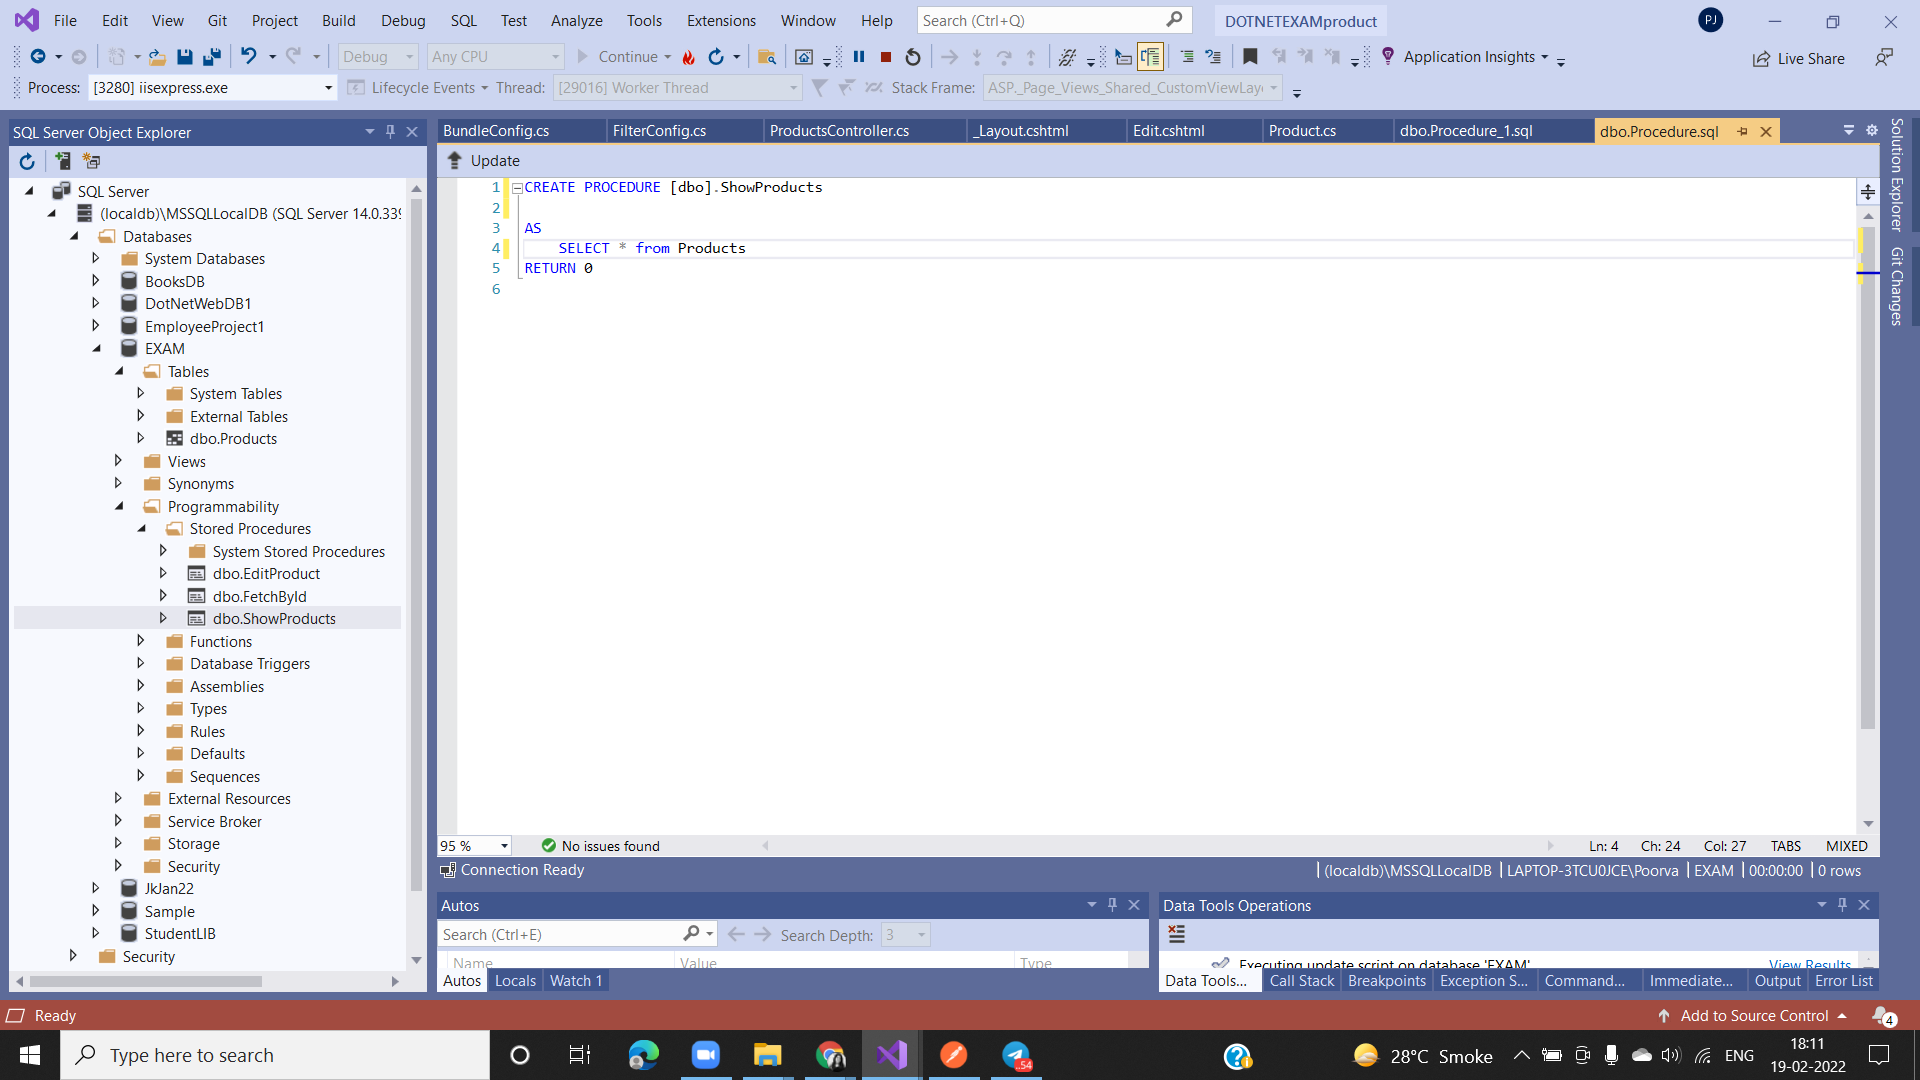 File Edit View Git Project Build Debug SQL Test Analyze Tools Extensions Window Help Search (Ctrl+Q) DOTNETEXAMproduct PJ
Debug Any CPU Continue Application Insights Live Share
Process: [3280] iisexpress.exe Lifecycle Events Thread: [29016] Worker Thread Stack Frame: ASP._Page_Views_Shared_CustomViewLay
SQL Server Object Explorer
SQL Server
(localdb)\MSSQLLocalDB (SQL Server 14.0.339
Databases
System Databases
BooksDB
DotNetWebDB1
EmployeeProject1
EXAM
Tables
System Tables
External Tables
dbo.Products
Views
Synonyms
Programmability
Stored Procedures
System Stored Procedures
dbo.EditProduct
dbo.FetchById
dbo.ShowProducts
Functions
Database Triggers
Assemblies
Types
Rules
Defaults
Sequences
External Resources
Service Broker
Storage
Security
JkJan22
Sample
StudentLIB
Security
BundleConfig.cs FilterConfig.cs ProductsController.cs _Layout.cshtml Edit.cshtml Product.cs dbo.Procedure_1.sql dbo.Procedure.sql
Update
1 CREATE PROCEDURE [dbo].ShowProducts
2
3 AS
4 SELECT * from Products
5 RETURN 0
6
Solution Explorer
Git Changes
95 % No issues found Ln: 4 Ch: 24 Col: 27 TABS MIXED
Connection Ready (localdb)\MSSQLLocalDB LAPTOP-3TCU0JCE\Poorva EXAM 00:00:00 0 rows
Autos
Search (Ctrl+E) Search Depth: 3
Name Value Type
Autos Locals Watch 1
Data Tools Operations
Executing update script on database 'EXAM' View Results
Data Tools... Call Stack Breakpoints Exception S... Command... Immediate... Output Error List
Ready Add to Source Control 4
Type here to search 54 28°C Smoke ENG 18:11
19-02-2022